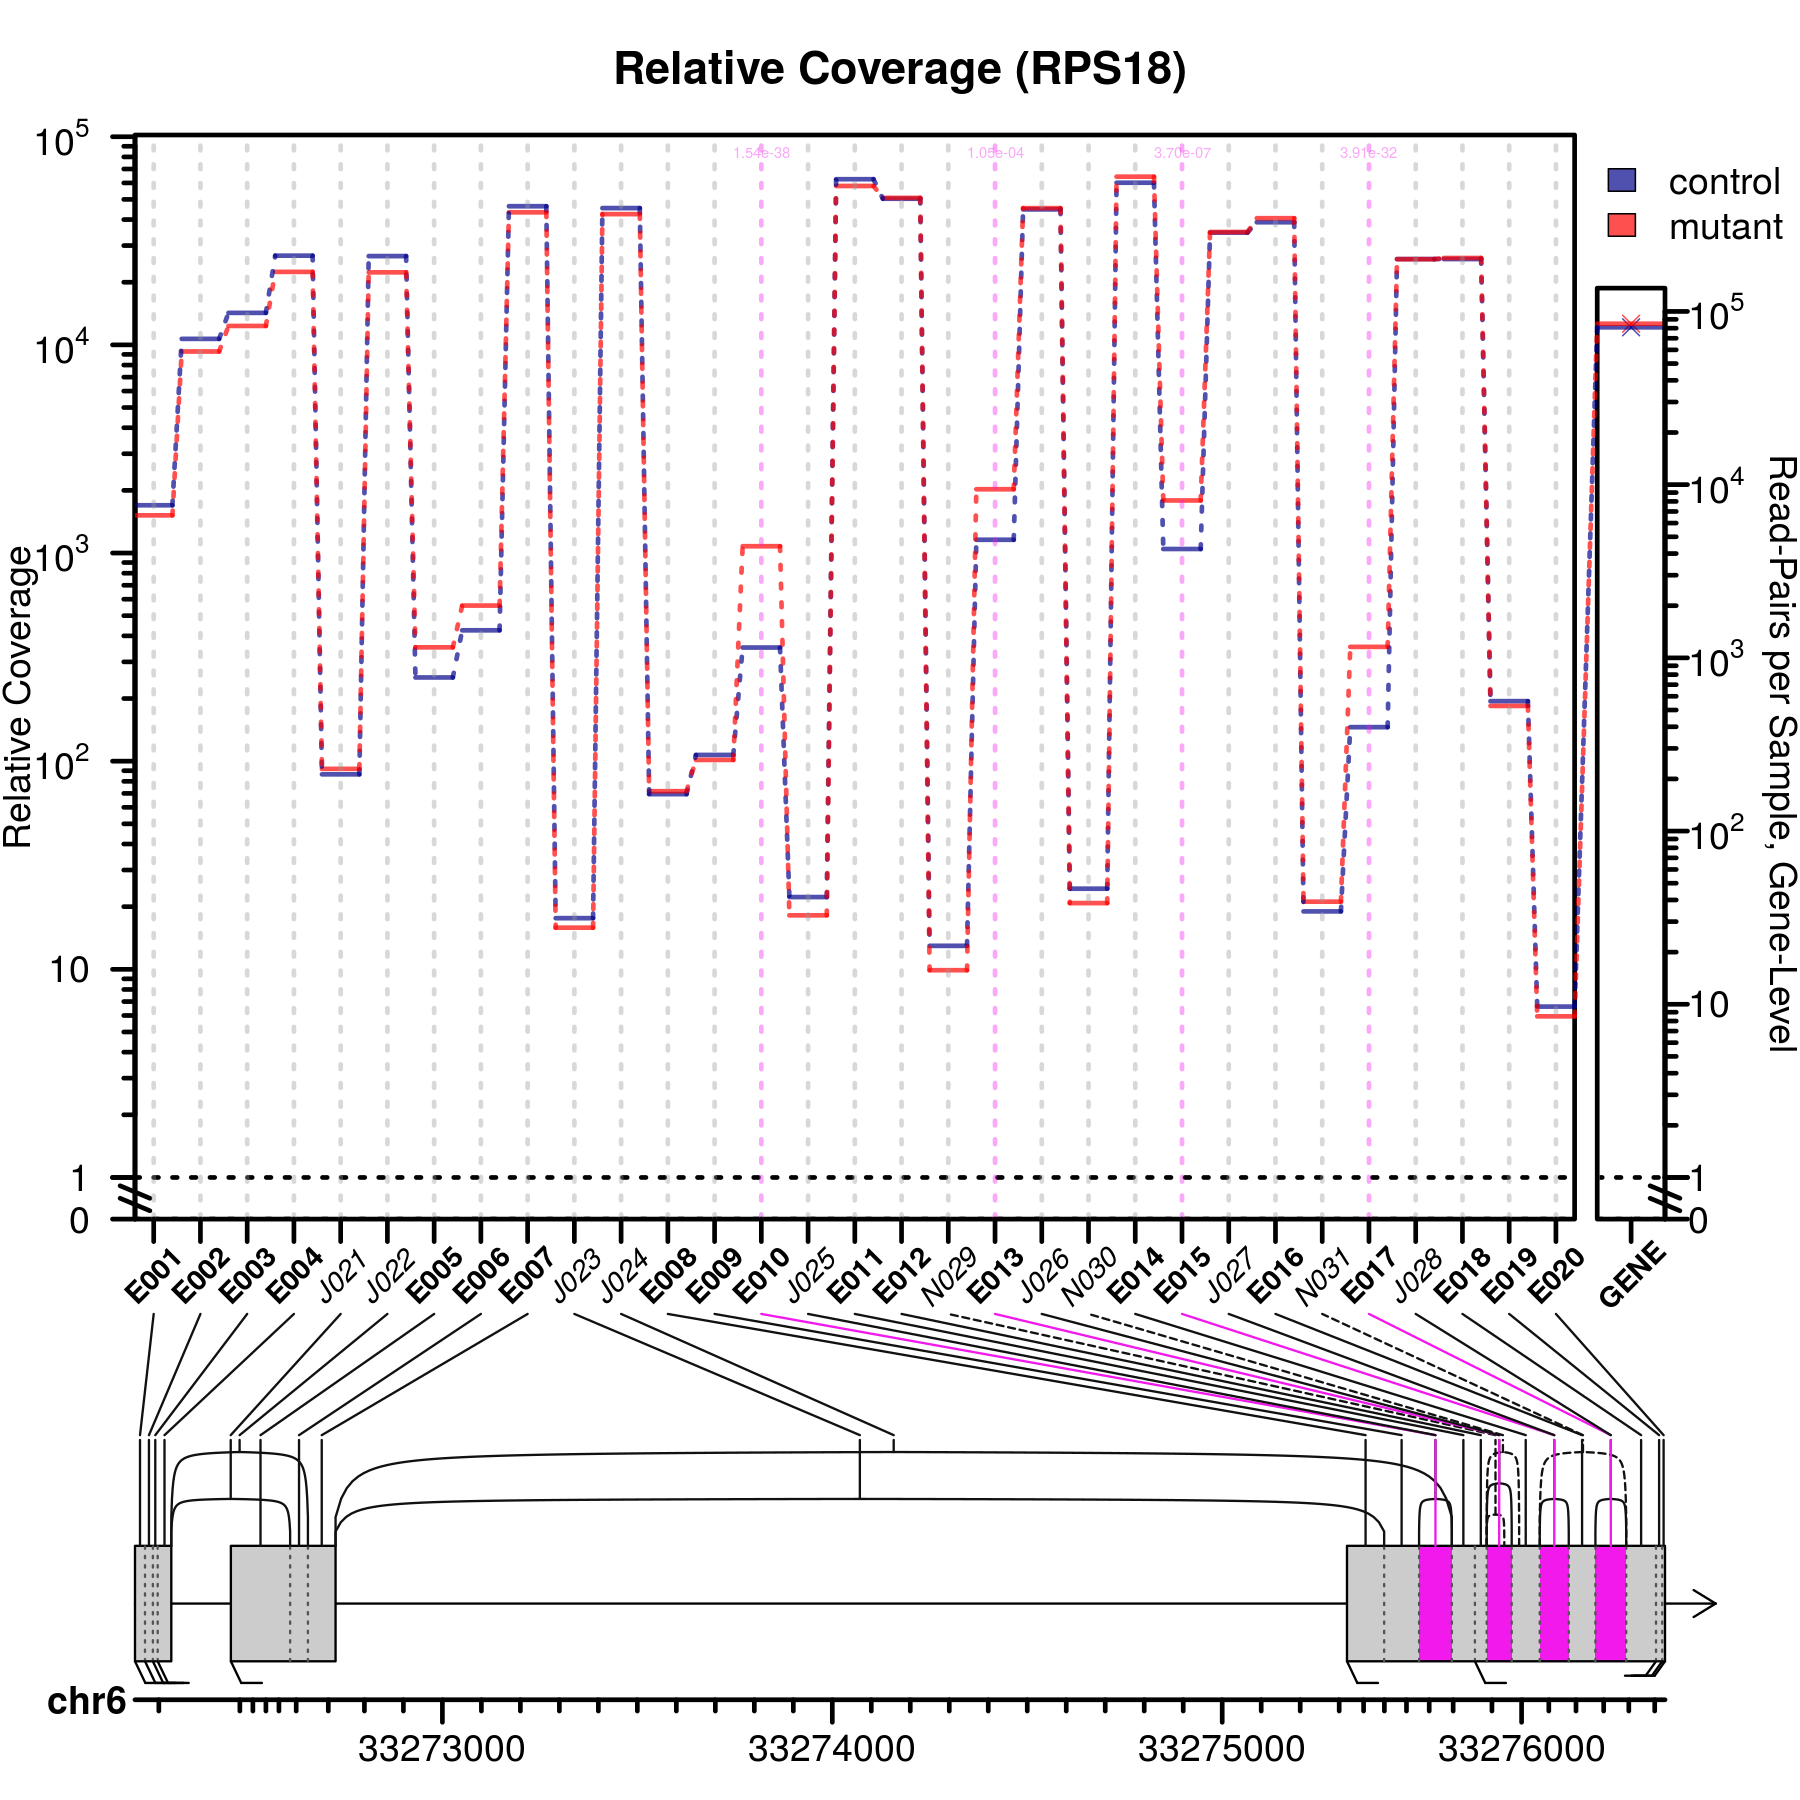 Relative Coverage (RPS18)
10^5
10^4
10^3
10^2
10
1
0
Relative Coverage
1.54e-38
1.05e-04
3.70e-07
3.91e-32
control
mutant
10^5
10^4
10^3
10^2
10
1
0
Read-Pairs per Sample, Gene-Level
E001
E002
E003
E004
J021
J022
E005
E006
E007
J023
J024
E008
E009
E010
J025
E011
E012
N029
E013
J026
N030
E014
E015
J027
E016
N031
E017
J028
E018
E019
E020
GENE
chr6
33273000
33274000
33275000
33276000